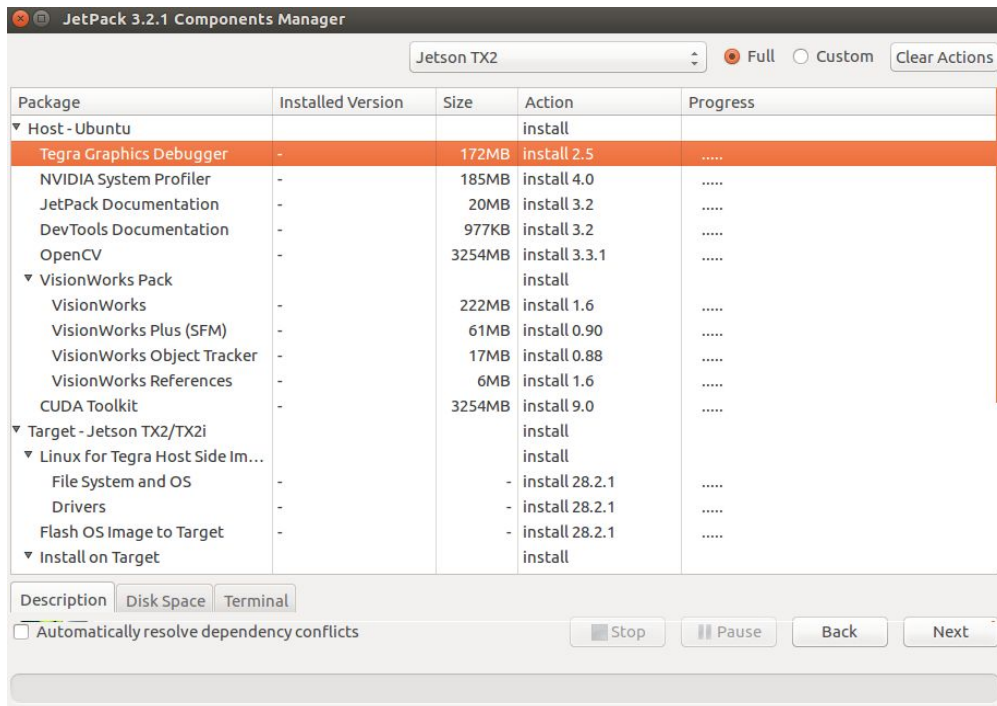 JetPack 3.2.1 Components Manager
Jetson TX2 Full Custom Clear Actions
Package Installed Version Size Action Progress
Host - Ubuntu install
Tegra Graphics Debugger - 172MB install 2.5 .....
NVIDIA System Profiler - 185MB install 4.0 .....
JetPack Documentation - 20MB install 3.2 .....
DevTools Documentation - 977KB install 3.2 .....
OpenCV - 3254MB install 3.3.1 .....
VisionWorks Pack install
VisionWorks - 222MB install 1.6 .....
VisionWorks Plus (SFM) - 61MB install 0.90 .....
VisionWorks Object Tracker - 17MB install 0.88 .....
VisionWorks References - 6MB install 1.6 .....
CUDA Toolkit - 3254MB install 9.0 .....
Target - Jetson TX2/TX2i install
Linux for Tegra Host Side Im... install
File System and OS - - install 28.2.1 .....
Drivers - - install 28.2.1 .....
Flash OS Image to Target - - install 28.2.1 .....
Install on Target install
Description Disk Space Terminal
Automatically resolve dependency conflicts Stop Pause Back Next